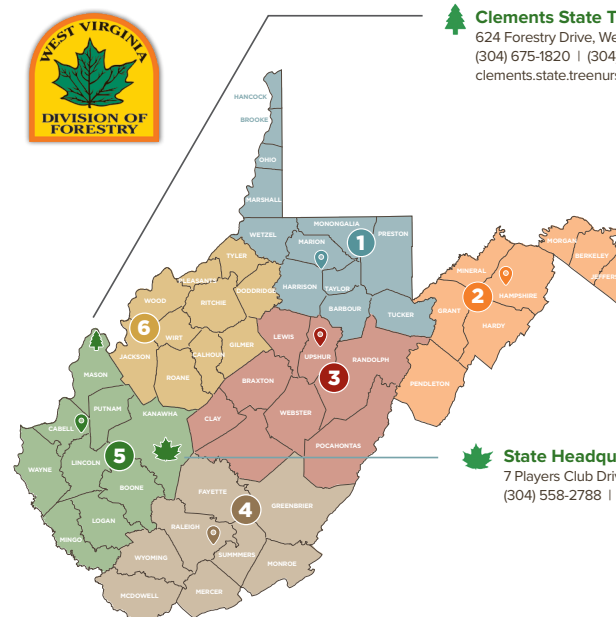 WEST VIRGINIA
DIVISION OF
FORESTRY
Clements State T
624 Forestry Drive, We
(304) 675-1820 | (304
clements.state.treenurs
HANCOCK
BROOKE
OHIO
MARSHALL
WETZEL
MONONGALIA
MARION
1
PRESTON
HARRISON
TAYLOR
BARBOUR
TUCKER
MORGAN
BERKELEY
JEFFERS
MINERAL
HAMPSHIRE
2
GRANT
HARDY
PENDLETON
TYLER
PLEASANTS
DODDRIDGE
WOOD
RITCHIE
6
WIRT
GILMER
CALHOUN
JACKSON
ROANE
LEWIS
UPSHUR
RANDOLPH
3
BRAXTON
WEBSTER
CLAY
POCAHONTAS
MASON
PUTNAM
KANAWHA
CABELL
WAYNE
LINCOLN
5
BOONE
LOGAN
MINGO
State Headqu
7 Players Club Driv
(304) 558-2788 |
FAYETTE
GREENBRIER
4
RALEIGH
SUMMMERS
WYOMING
MONROE
MERCER
MCDOWELL